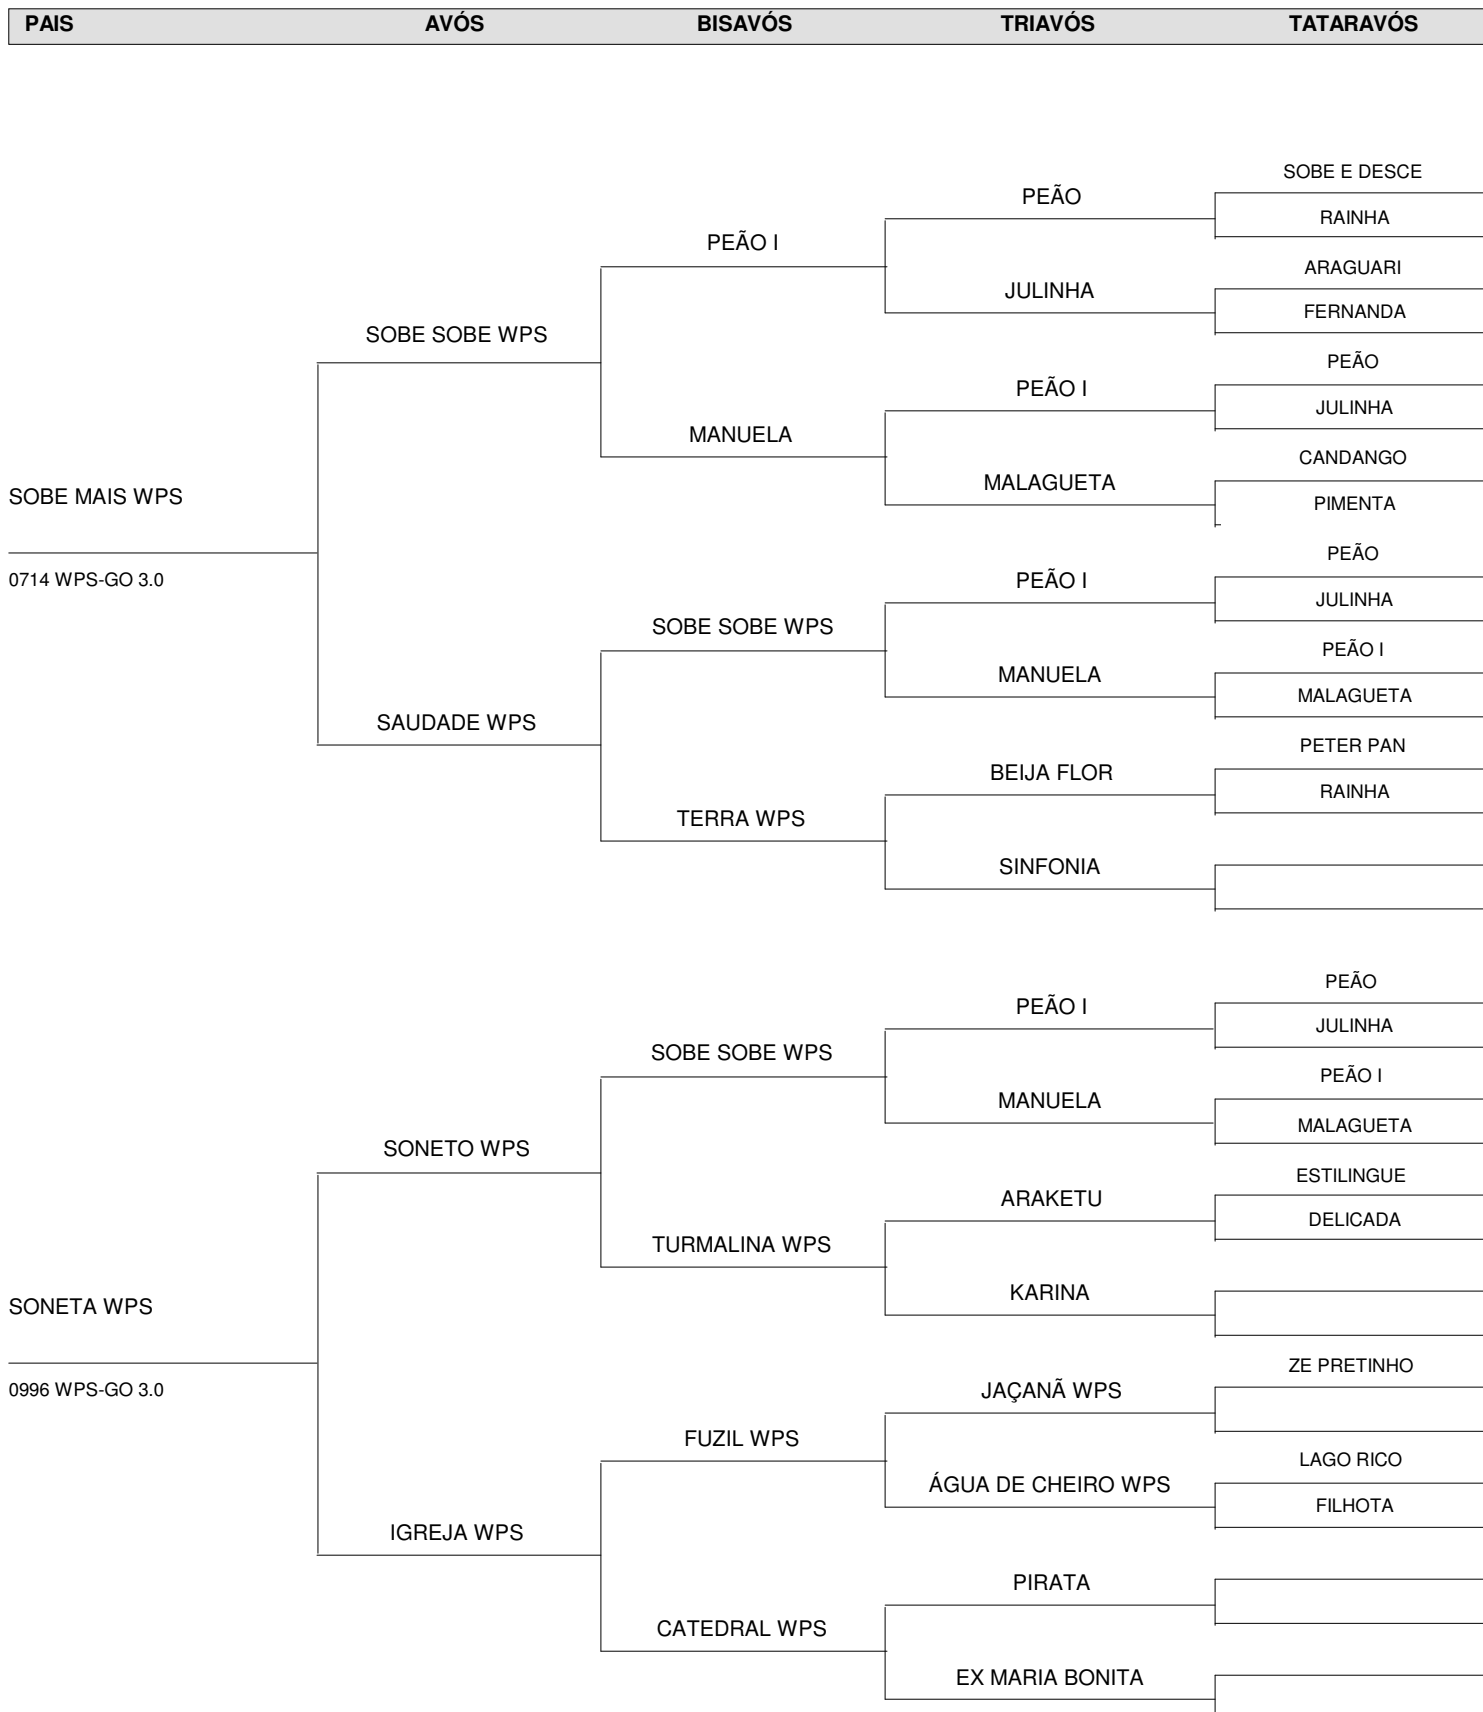 PAIS AVÓS BISAVÓS TRIAVÓS TATARAVÓS
SOBE E DESCE
PEÃO
RAINHA
PEÃO I
ARAGUARI
JULINHA
FERNANDA
SOBE SOBE WPS
PEÃO
PEÃO I
JULINHA
MANUELA
CANDANGO
MALAGUETA
SOBE MAIS WPS
PIMENTA
PEÃO
0714 WPS-GO 3.0
PEÃO I
JULINHA
SOBE SOBE WPS
PEÃO I
MANUELA
MALAGUETA
SAUDADE WPS
PETER PAN
BEIJA FLOR
RAINHA
TERRA WPS
SINFONIA
PEÃO
PEÃO I
JULINHA
SOBE SOBE WPS
PEÃO I
MANUELA
MALAGUETA
SONETO WPS
ESTILINGUE
ARAKETU
DELICADA
TURMALINA WPS
KARINA
SONETA WPS
ZE PRETINHO
0996 WPS-GO 3.0
JAÇANÃ WPS
FUZIL WPS
LAGO RICO
ÁGUA DE CHEIRO WPS
FILHOTA
IGREJA WPS
PIRATA
CATEDRAL WPS
EX MARIA BONITA